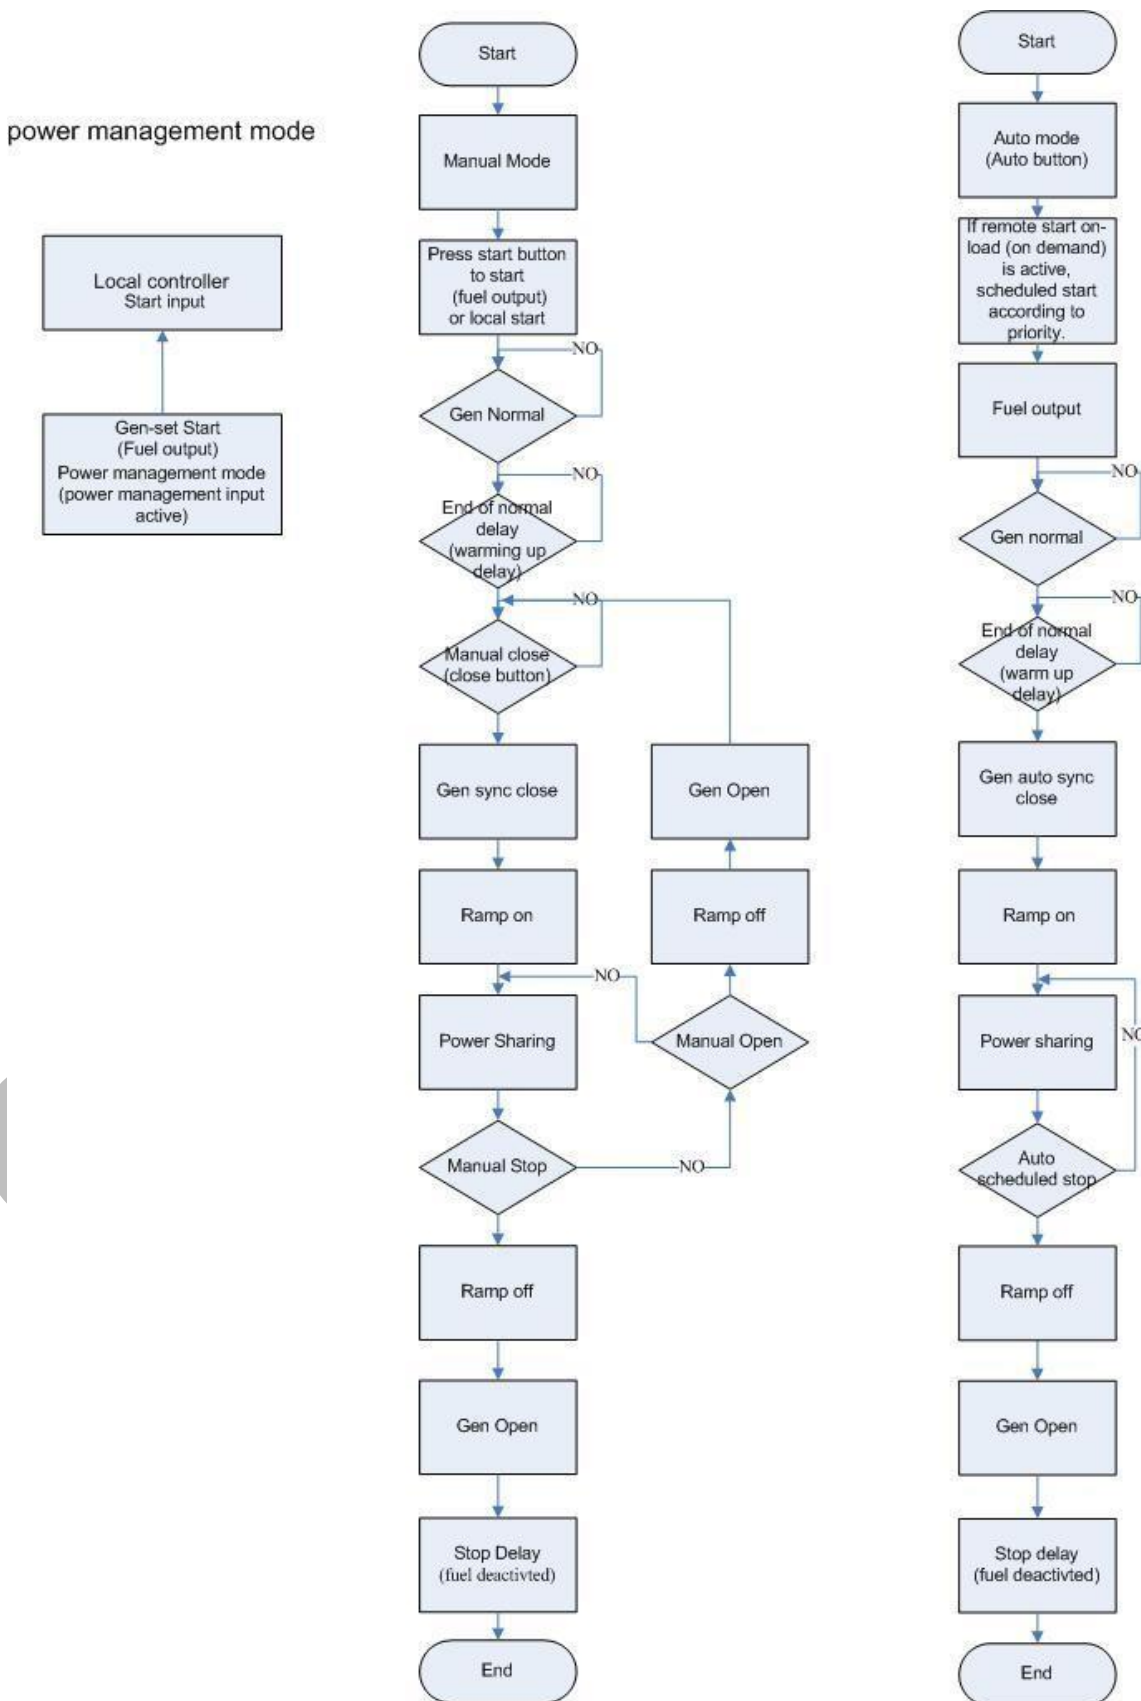 power management mode
Local controller
Start input
Gen-set Start
(Fuel output)
Power management mode
(power management input
active)
Start
Manual Mode
Press start button
to start
(fuel output)
or local start
NO
Gen Normal
NO
End of normal
delay
(warming up
delay)
NO
Manual close
(close button)
Gen sync close
Gen Open
Ramp on
Ramp off
NO
Power Sharing
Manual Open
Manual Stop
NO
Ramp off
Gen Open
Stop Delay
(fuel deactivted)
End
Start
Auto mode
(Auto button)
If remote start on-
load (on demand)
is active,
scheduled start
according to
priority.
Fuel output
NO
Gen normal
NO
End of normal
delay
(warm up
delay)
Gen auto sync
close
Ramp on
Power sharing
NO
Auto
scheduled stop
Ramp off
Gen Open
Stop delay
(fuel deactivted)
End